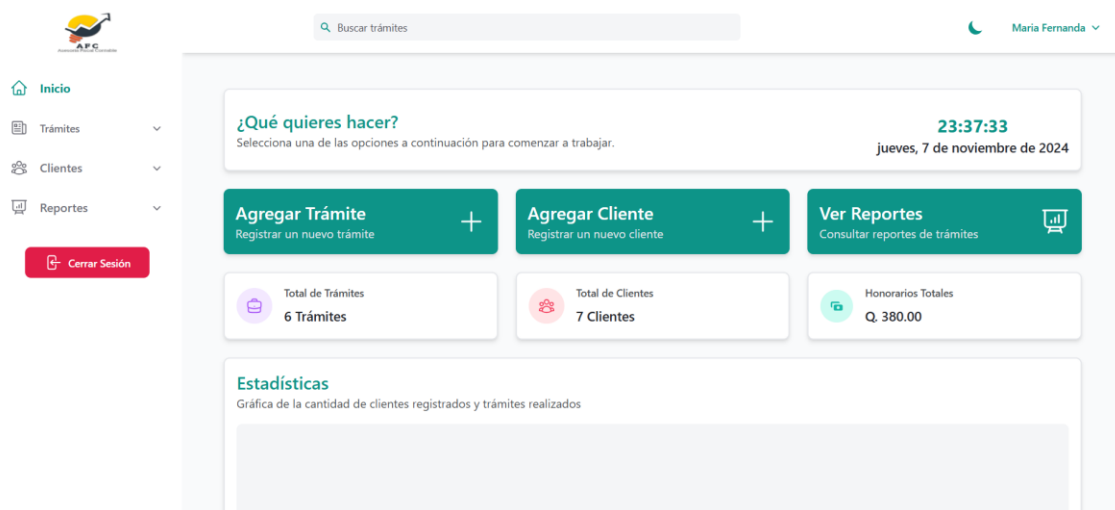 AFC
Buscar trámites
Maria Fernanda
Inicio
Trámites
Clientes
Reportes
Cerrar Sesión
¿Qué quieres hacer?
Selecciona una de las opciones a continuación para comenzar a trabajar.
23:37:33
jueves, 7 de noviembre de 2024
Agregar Trámite
Registrar un nuevo trámite
Agregar Cliente
Registrar un nuevo cliente
Ver Reportes
Consultar reportes de trámites
Total de Trámites
6 Trámites
Total de Clientes
7 Clientes
Honorarios Totales
Q. 380.00
Estadísticas
Gráfica de la cantidad de clientes registrados y trámites realizados